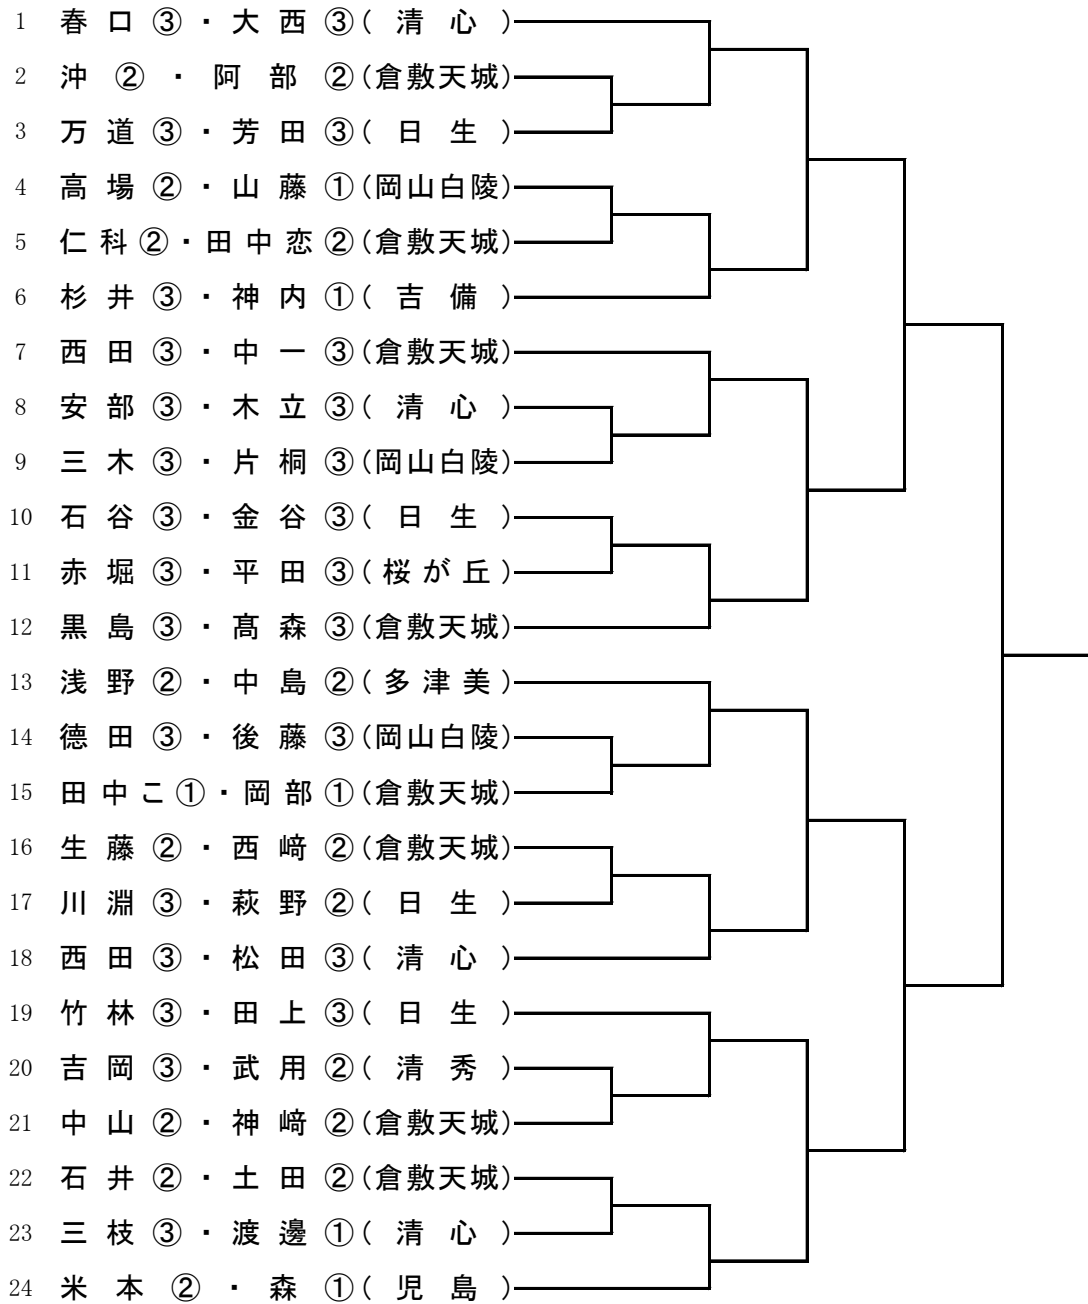 1 春口③・大西③(清心)
2 沖②・阿部②(倉敷天城)
3 万道③・芳田③(日生)
4 高場②・山藤①(岡山白陵)
5 仁科②・田中恋②(倉敷天城)
6 杉井③・神内①(吉備)
7 西田③・中一③(倉敷天城)
8 安部③・木立③(清心)
9 三木③・片桐③(岡山白陵)
10 石谷③・金谷③(日生)
11 赤堀③・平田③(桜が丘)
12 黒島③・髙森③(倉敷天城)
13 浅野②・中島②(多津美)
14 德田③・後藤③(岡山白陵)
15 田中こ①・岡部①(倉敷天城)
16 生藤②・西﨑②(倉敷天城)
17 川淵③・萩野②(日生)
18 西田③・松田③(清心)
19 竹林③・田上③(日生)
20 吉岡③・武用②(清秀)
21 中山②・神﨑②(倉敷天城)
22 石井②・土田②(倉敷天城)
23 三枝③・渡邊①(清心)
24 米本②・森①(児島)